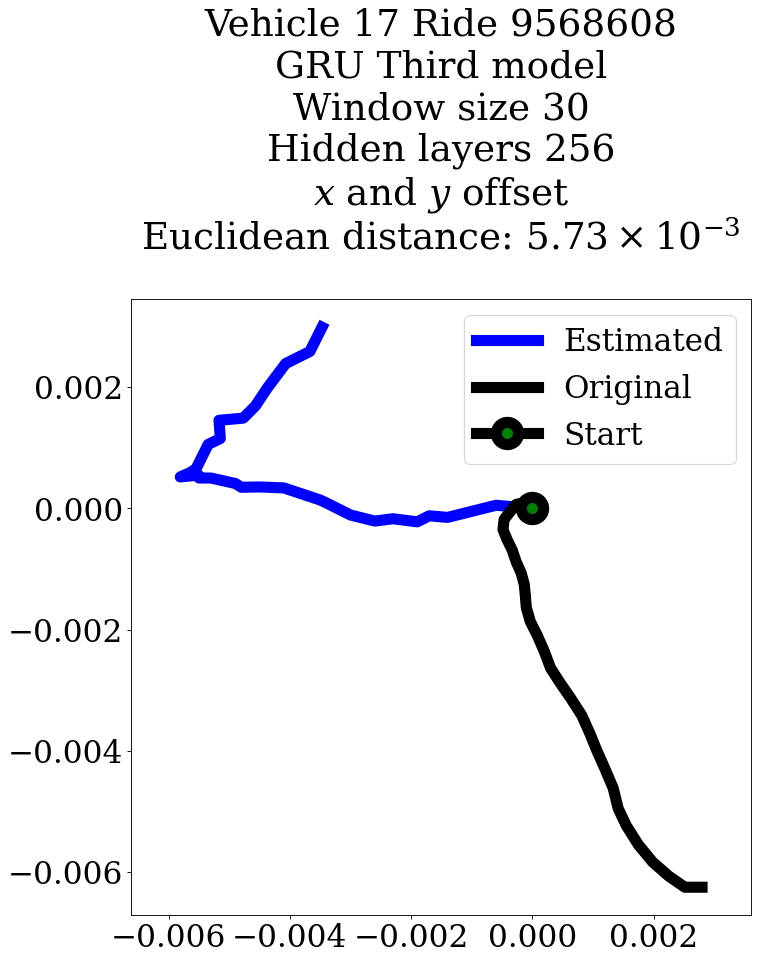 Vehicle 17 Ride 9568608
GRU Third model
Window size 30
Hidden layers 256
x and y offset
Euclidean distance: 5.73 × 10⁻³
Estimated
Original
Start
0.002
0.000
−0.002
−0.004
−0.006
−0.006 −0.004 −0.002 0.000 0.002